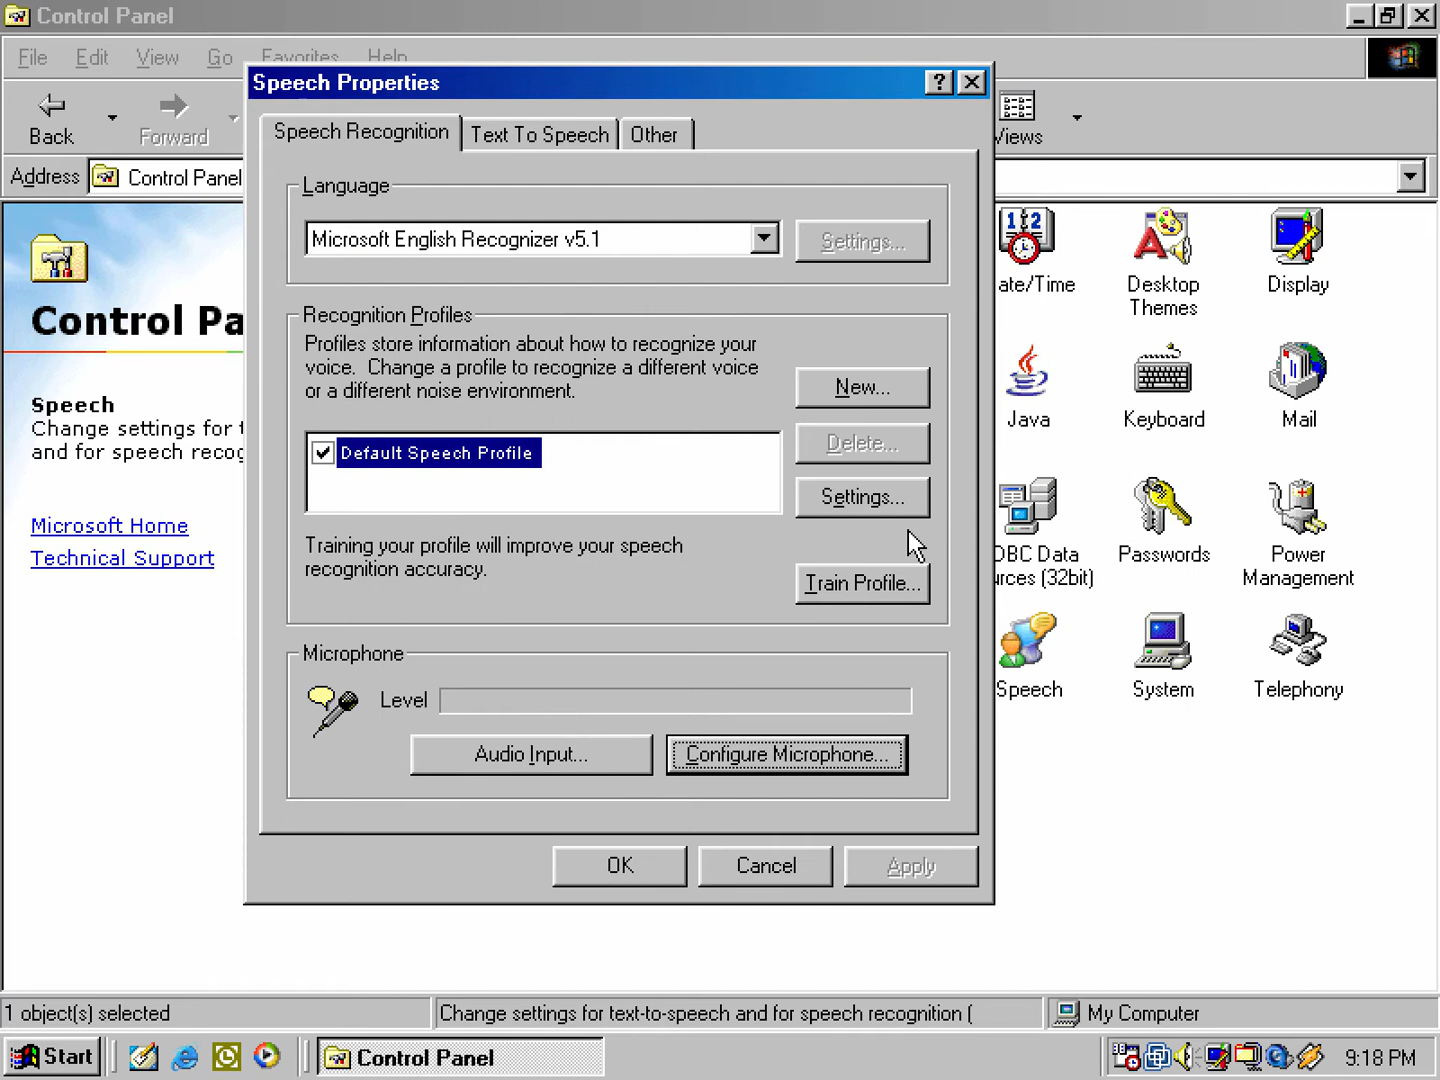 Control Panel
File Edit View Go Favorites Help
Speech Properties
Back Forward Views
Speech Recognition Text To Speech Other
Address Control Panel
Language
Microsoft English Recognizer v5.1 Settings...
Recognition Profiles
Profiles store information about how to recognize your
voice. Change a profile to recognize a different voice
or a different noise environment.
New...
Delete...
Default Speech Profile
Settings...
Training your profile will improve your speech
recognition accuracy.
Train Profile...
Microphone
Level
Audio Input... Configure Microphone...
OK Cancel Apply
Control Pa
Speech
Change settings for t
and for speech recog
Microsoft Home
Technical Support
ate/Time
Desktop
Themes
Display
Java
Keyboard
Mail
DBC Data
urces (32bit)
Passwords
Power
Management
Speech
System
Telephony
1 object(s) selected
Change settings for text-to-speech and for speech recognition (
My Computer
Start
Control Panel
9:18 PM